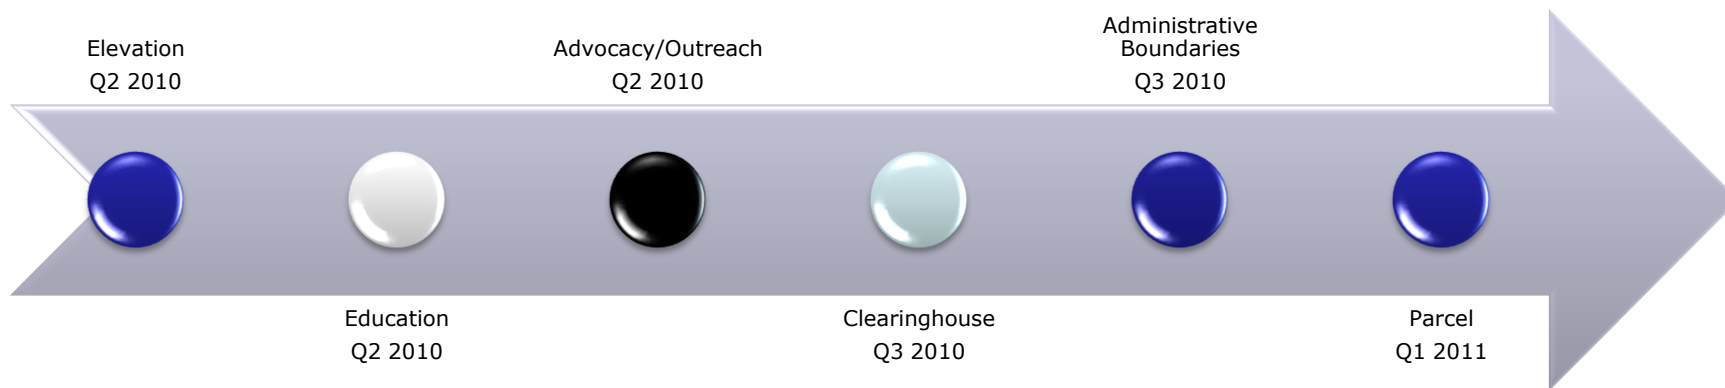 Elevation
Q2 2010
Education
Q2 2010
Advocacy/Outreach
Q2 2010
Clearinghouse
Q3 2010
Administrative
Boundaries
Q3 2010
Parcel
Q1 2011